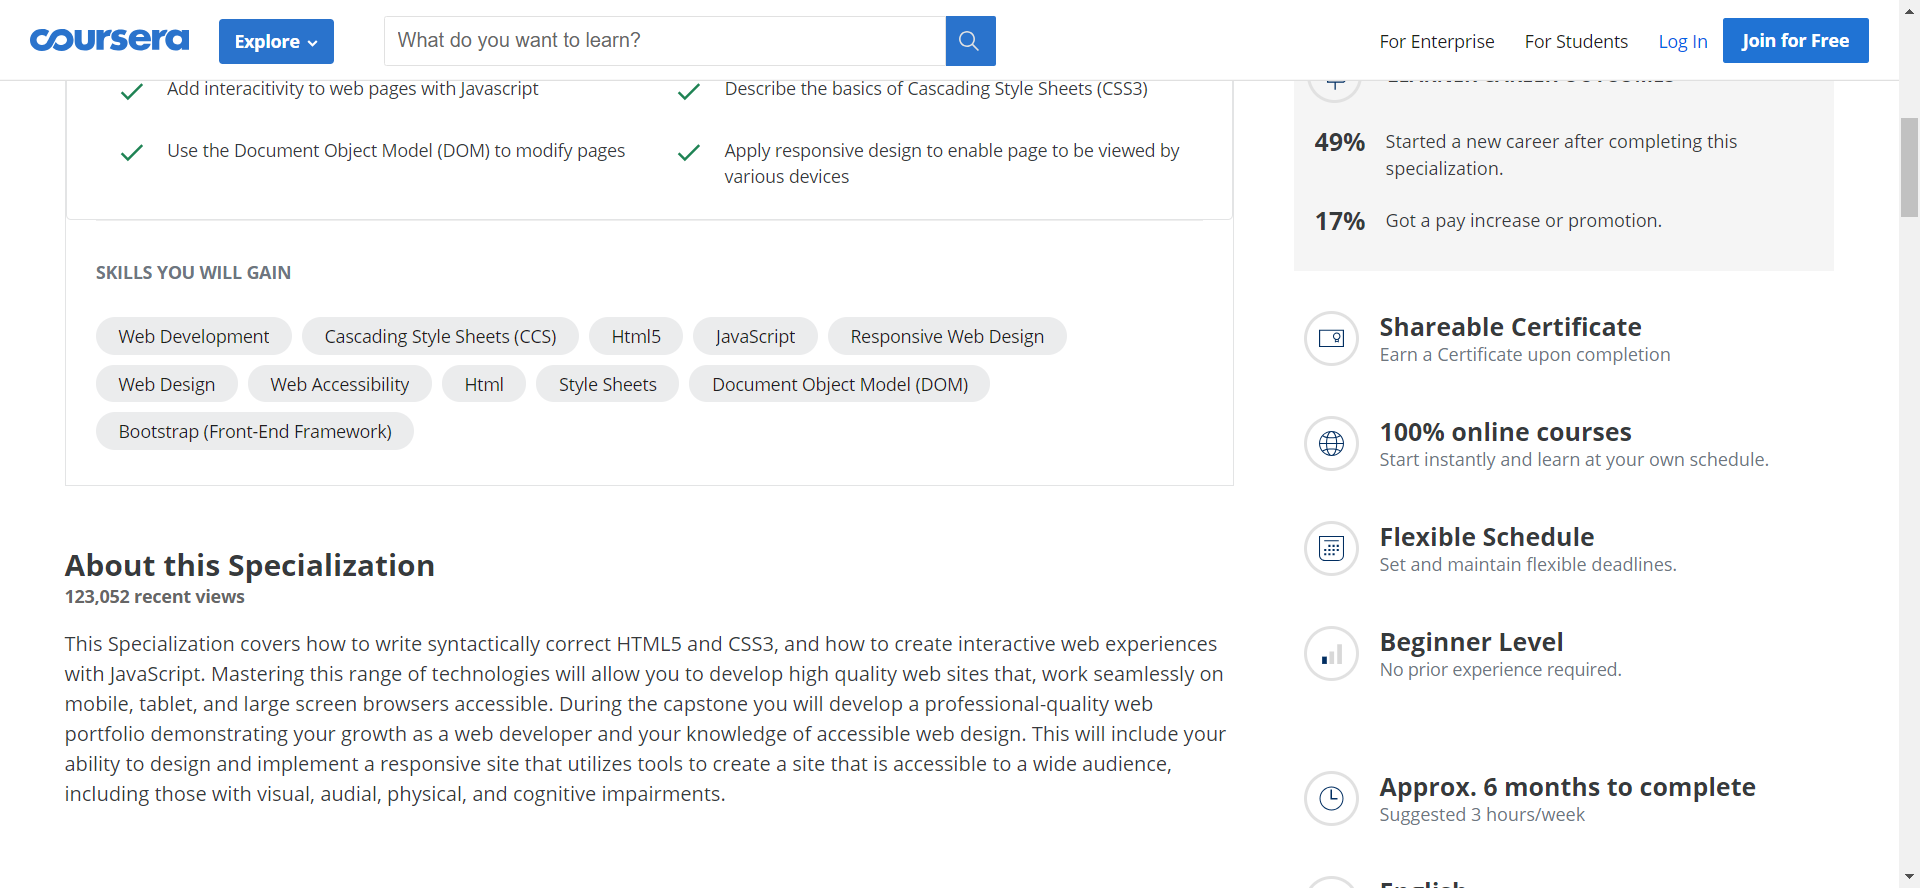 coursera
Explore
What do you want to learn?
For Enterprise
For Students
Log In
Join for Free
Add interacitivity to web pages with Javascript
Describe the basics of Cascading Style Sheets (CSS3)
Use the Document Object Model (DOM) to modify pages
Apply responsive design to enable page to be viewed by
various devices
SKILLS YOU WILL GAIN
Web Development
Cascading Style Sheets (CCS)
Html5
JavaScript
Responsive Web Design
Web Design
Web Accessibility
Html
Style Sheets
Document Object Model (DOM)
Bootstrap (Front-End Framework)
About this Specialization
123,052 recent views
This Specialization covers how to write syntactically correct HTML5 and CSS3, and how to create interactive web experiences
with JavaScript. Mastering this range of technologies will allow you to develop high quality web sites that, work seamlessly on
mobile, tablet, and large screen browsers accessible. During the capstone you will develop a professional-quality web
portfolio demonstrating your growth as a web developer and your knowledge of accessible web design. This will include your
ability to design and implement a responsive site that utilizes tools to create a site that is accessible to a wide audience,
including those with visual, audial, physical, and cognitive impairments.
LEARNER CAREER OUTCOMES
49%
Started a new career after completing this
specialization.
17%
Got a pay increase or promotion.
Shareable Certificate
Earn a Certificate upon completion
100% online courses
Start instantly and learn at your own schedule.
Flexible Schedule
Set and maintain flexible deadlines.
Beginner Level
No prior experience required.
Approx. 6 months to complete
Suggested 3 hours/week
English